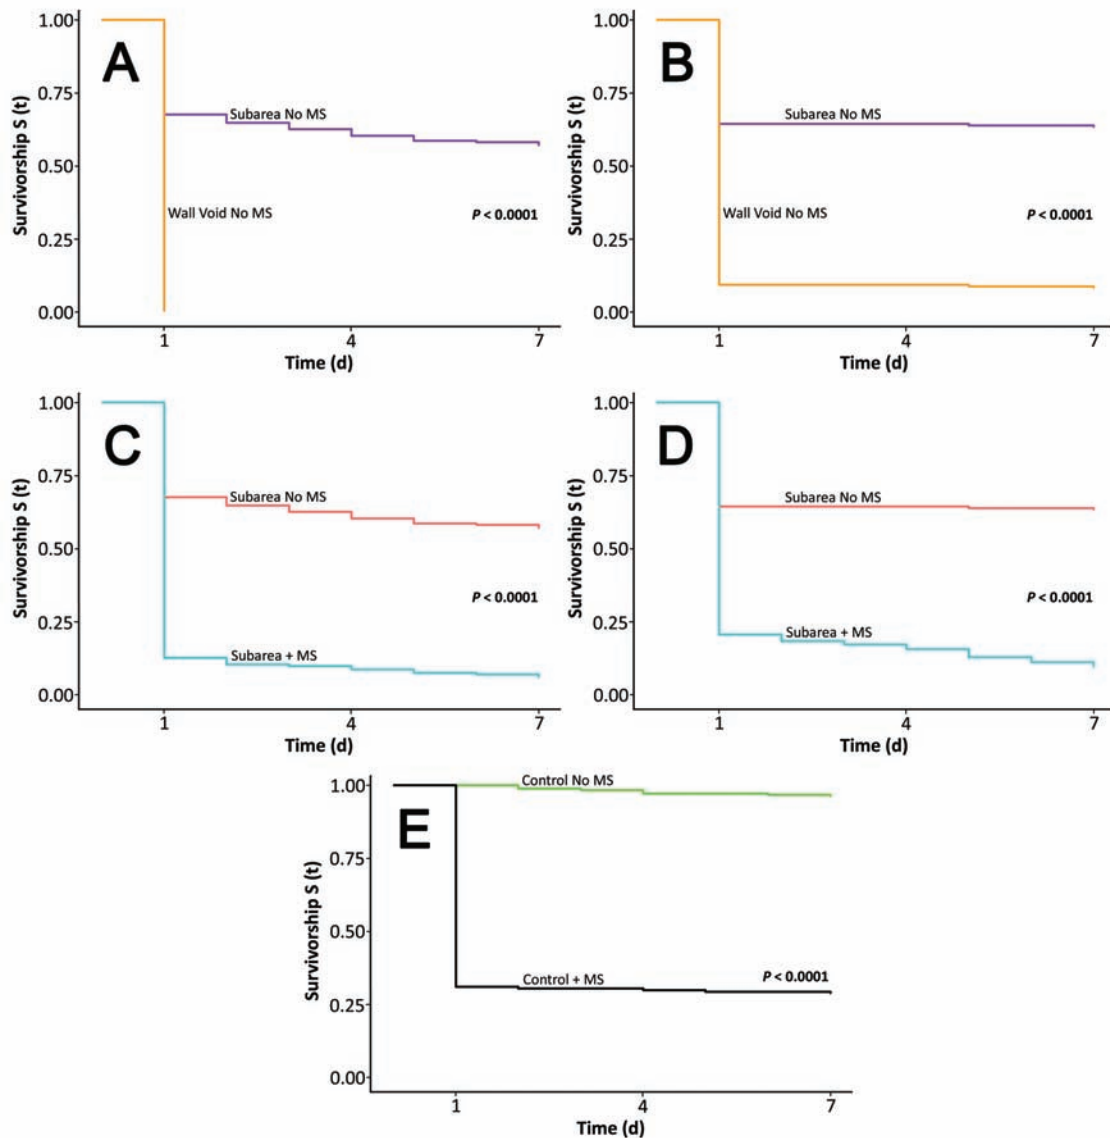 A
1.00
0.75
0.50
0.25
0.00
Survivorship S (t)
Subarea No MS
Wall Void No MS
P < 0.0001
1 4 7
Time (d)
B
1.00
0.75
0.50
0.25
0.00
Survivorship S (t)
Subarea No MS
Wall Void No MS
P < 0.0001
1 4 7
Time (d)
C
1.00
0.75
0.50
0.25
0.00
Survivorship S (t)
Subarea No MS
P < 0.0001
Subarea + MS
1 4 7
Time (d)
D
1.00
0.75
0.50
0.25
0.00
Survivorship S (t)
Subarea No MS
P < 0.0001
Subarea + MS
1 4 7
Time (d)
E
1.00
0.75
0.50
0.25
0.00
Survivorship S (t)
Control No MS
P < 0.0001
Control + MS
1 4 7
Time (d)